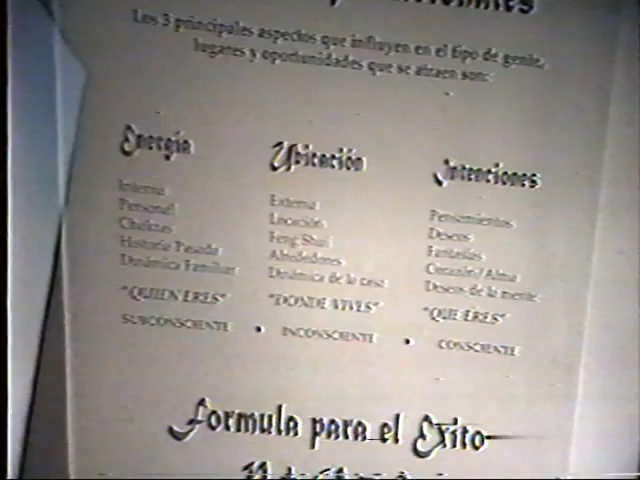 Los 3 principales aspectos que influyen en el tipo de gente,
lugares y oportunidades que se atraen son:
Energía Ubicación Intenciones
Interna Externa Pensamientos
Personal Locación Deseos
Chakras Feng Shui Fantasías
Historia Pasada Alrededores Corazón/Alma
Dinámica Familiar Dinámica de la casa Deseos de la mente
"QUIEN ERES" "DONDE VIVES" "QUE ERES"
SUBCONSCIENTE • INCONSCIENTE • CONSCIENTE
Formula para el Exito